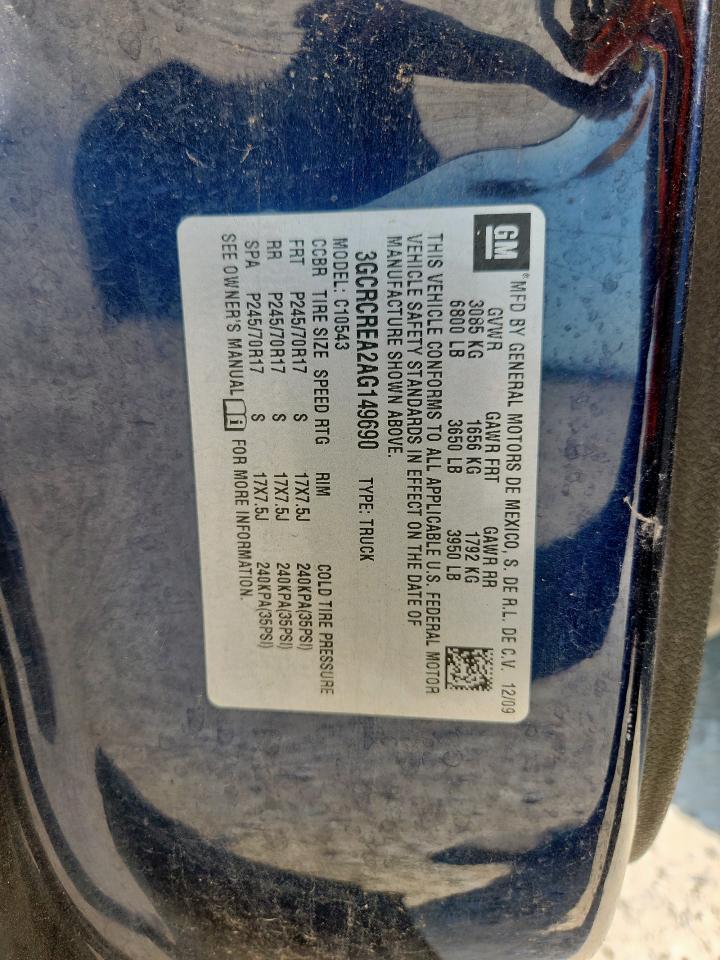 GM
®MFD BY GENERAL MOTORS DE MEXICO, S. DE R.L. DE C.V. 12/09
GVWR GAWR FRT GAWR RR
3085 KG 1656 KG 1792 KG
6800 LB 3650 LB 3950 LB
THIS VEHICLE CONFORMS TO ALL APPLICABLE U.S. FEDERAL MOTOR
VEHICLE SAFETY STANDARDS IN EFFECT ON THE DATE OF
MANUFACTURE SHOWN ABOVE.
3GCRCREA2AG149690 TYPE: TRUCK
MODEL: C10543
CCBR TIRE SIZE SPEED RTG RIM COLD TIRE PRESSURE
FRT P245/70R17 S 17X7.5J 240KPA(35PSI)
RR P245/70R17 S 17X7.5J 240KPA(35PSI)
SPA P245/70R17 S 17X7.5J 240KPA(35PSI)
SEE OWNER'S MANUAL FOR MORE INFORMATION.